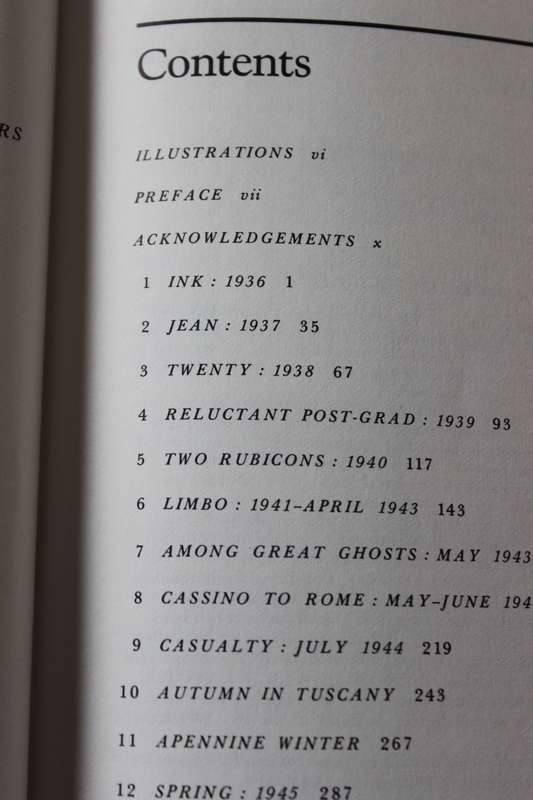 RS
Contents
ILLUSTRATIONS vi
PREFACE vii
ACKNOWLEDGEMENTS x
1 INK : 1936 1
2 JEAN : 1937 35
3 TWENTY : 1938 67
4 RELUCTANT POST-GRAD : 1939 93
5 TWO RUBICONS : 1940 117
6 LIMBO : 1941–APRIL 1943 143
7 AMONG GREAT GHOSTS : MAY 1943
8 CASSINO TO ROME : MAY–JUNE 194
9 CASUALTY : JULY 1944 219
10 AUTUMN IN TUSCANY 243
11 APENNINE WINTER 267
12 SPRING : 1945 287